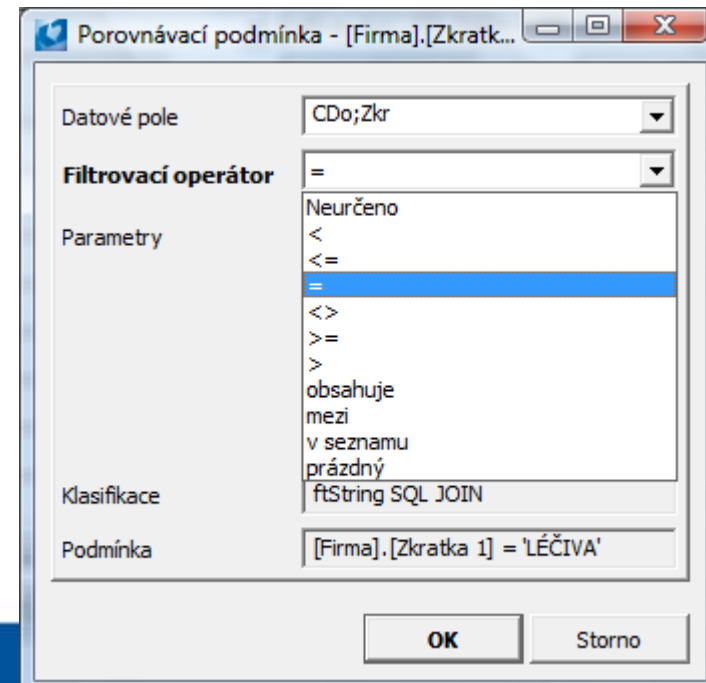 Porovnávací podmínka - [Firma].[Zkratk...
Datové pole CDo;Zkr
Filtrovací operátor =
Neurčeno
Parametry <
<=
=
<>
>=
>
obsahuje
mezi
v seznamu
prázdný
Klasifikace ftString SQL JOIN
Podmínka [Firma].[Zkratka 1] = 'LÉČIVA'
OK Storno